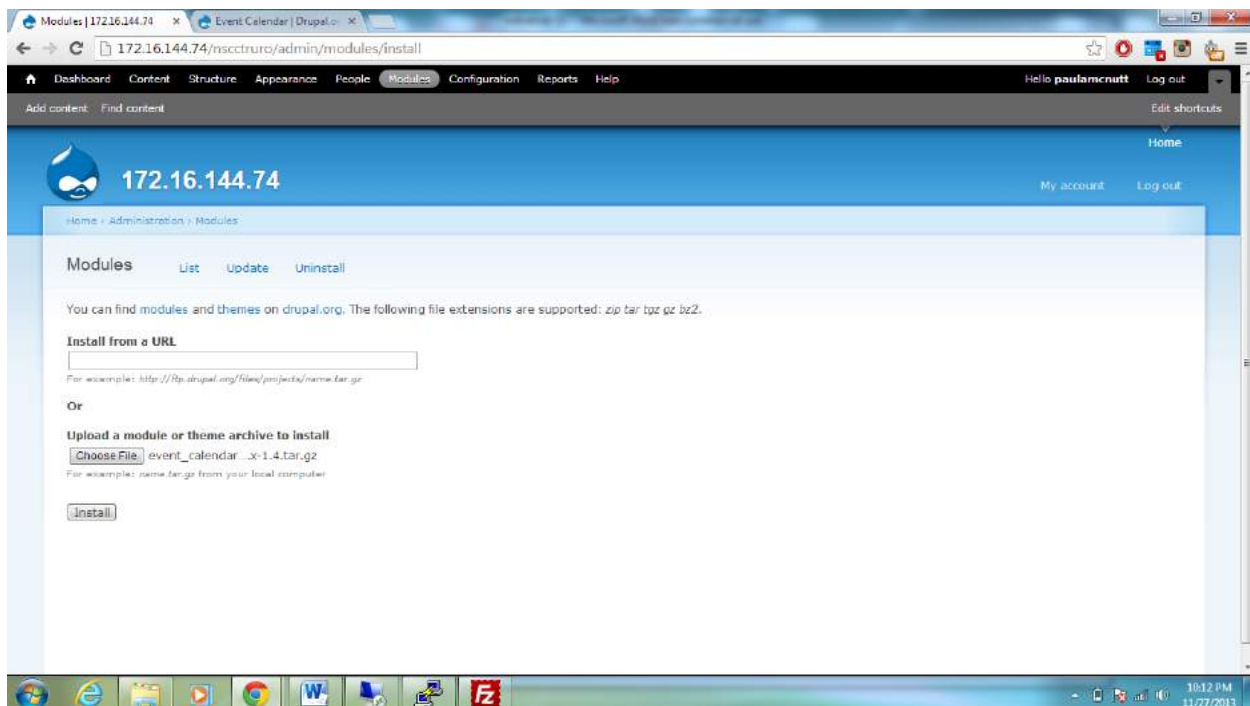 Modules | 172.16.144.74
Event Calendar | Drupal.o
172.16.144.74/nscctruro/admin/modules/install
Dashboard Content Structure Appearance People Modules Configuration Reports Help
Hello paulamcnutt Log out
Add content Find content
Edit shortcuts
Home
172.16.144.74
My account Log out
Home › Administration › Modules
Modules List Update Uninstall
You can find modules and themes on drupal.org. The following file extensions are supported: zip tar tgz gz bz2.
Install from a URL
For example: http://ftp.drupal.org/files/projects/name.tar.gz
Or
Upload a module or theme archive to install
Choose File event_calendar...x-1.4.tar.gz
For example: name.tar.gz from your local computer
Install
10:12 PM
11/27/2013